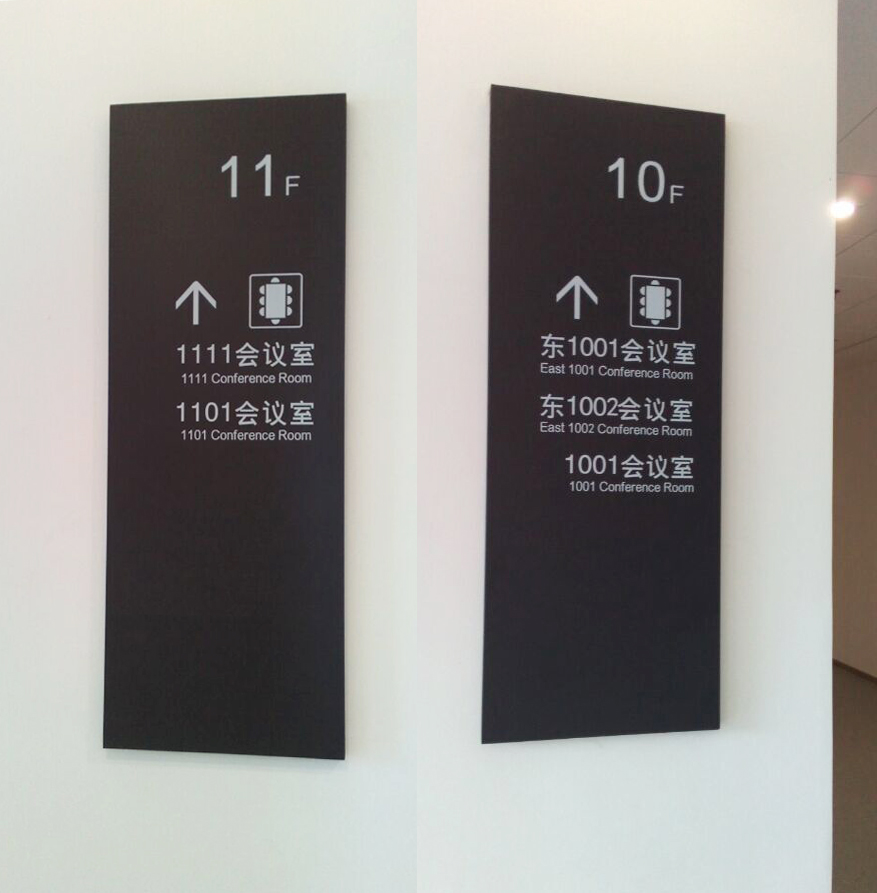 11F
1111会议室
1111 Conference Room
1101会议室
1101 Conference Room
10F
东1001会议室
East 1001 Conference Room
东1002会议室
East 1002 Conference Room
1001会议室
1001 Conference Room